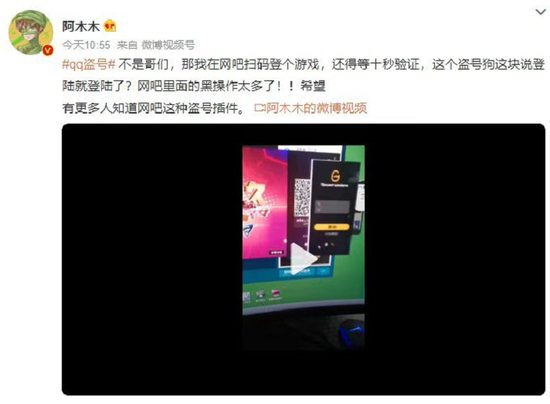 阿木木
今天 10:55 来自 微博视频号
#qq盗号# 不是哥们，那我在网吧扫码登个游戏，还得等十秒验证，这个盗号狗这块说登
陆就登陆了？网吧里面的黑操作太多了！！希望
有更多人知道网吧这种盗号插件。 阿木木的微博视频